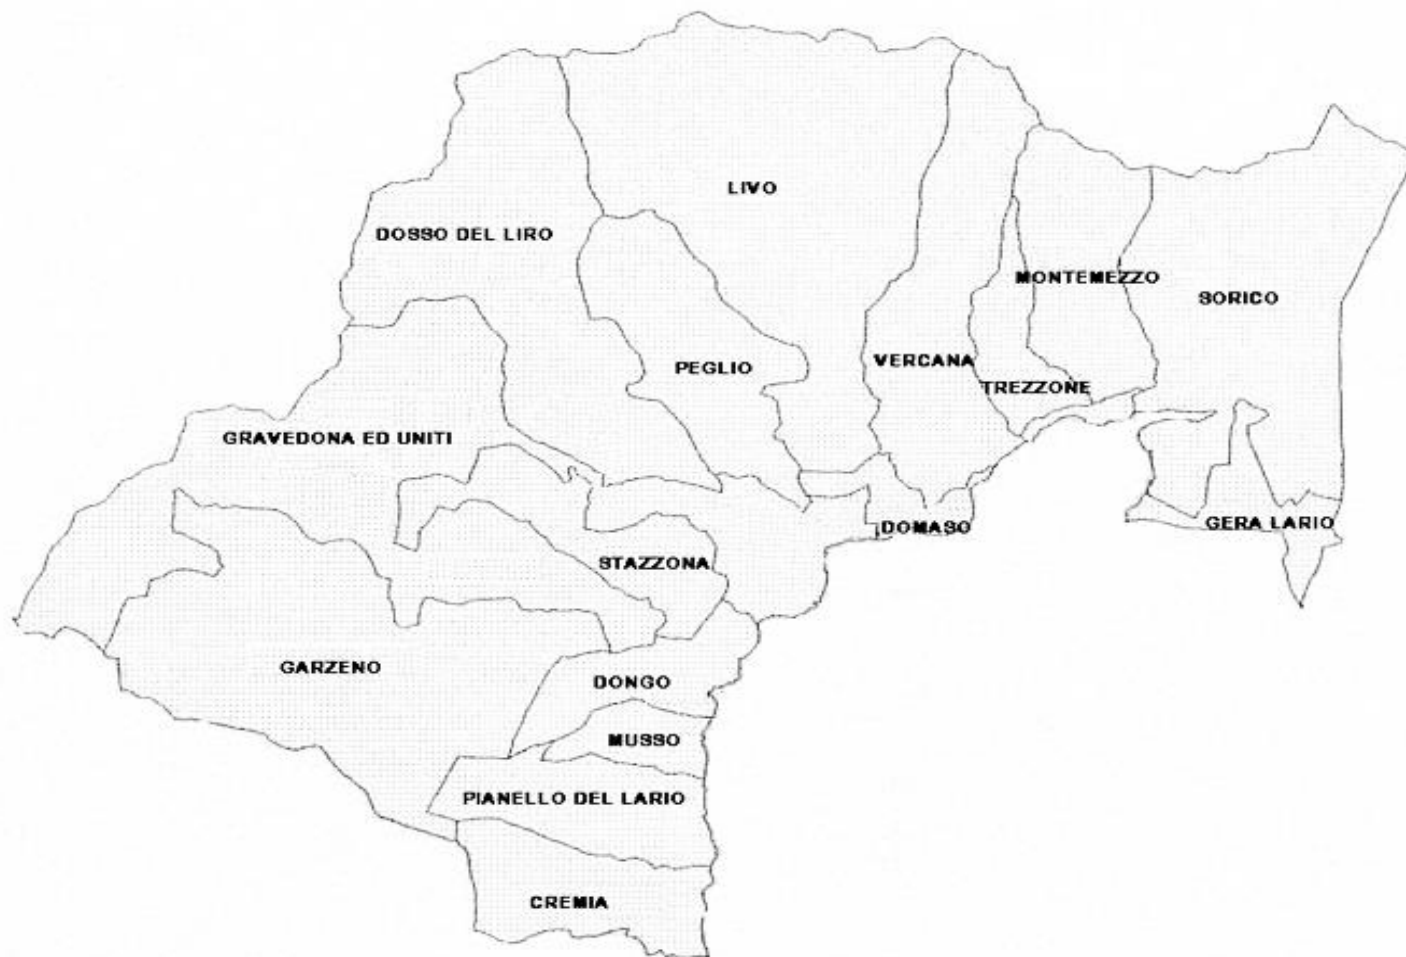 LIVO
DOSSO DEL LIRO
MONTEMEZZO
SORICO
PEGLIO
VERCANA
TREZZONE
GRAVEDONA ED UNITI
GERA LARIO
DOMASO
STAZZONA
GARZENO
DONGO
MUSSO
PIANELLO DEL LARIO
CREMIA